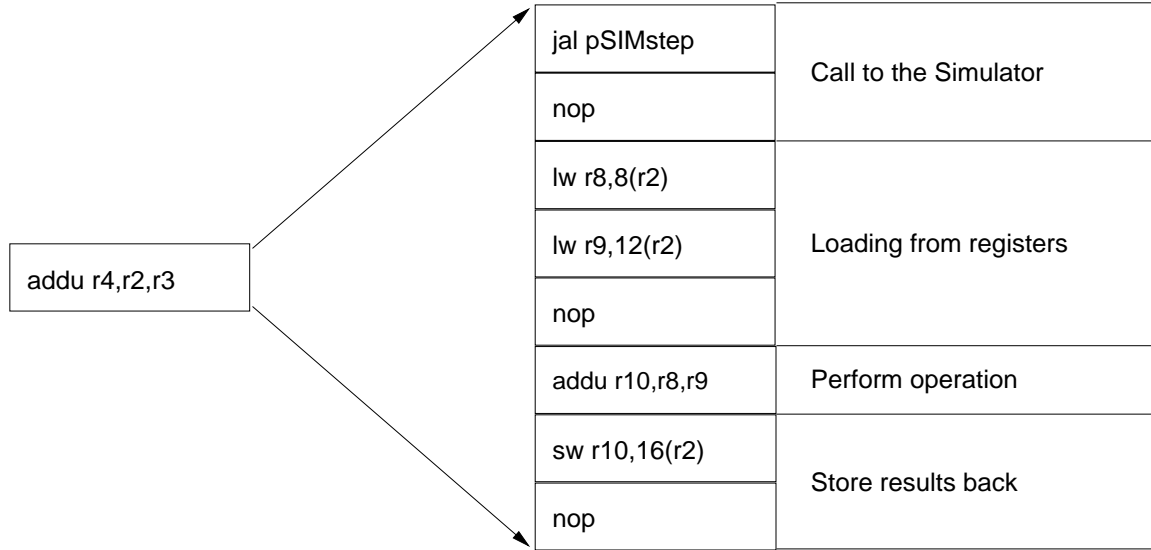 addu r4,r2,r3
jal pSIMstep
nop
Call to the Simulator
lw r8,8(r2)
lw r9,12(r2)
nop
Loading from registers
addu r10,r8,r9
Perform operation
sw r10,16(r2)
nop
Store results back